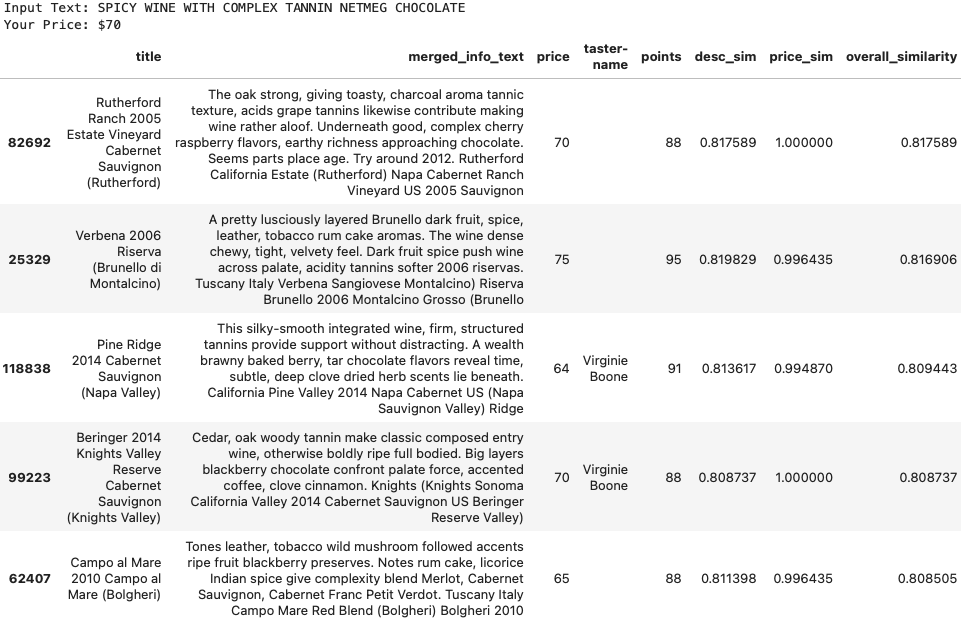 Input Text: SPICY WINE WITH COMPLEX TANNIN NETMEG CHOCOLATE
Your Price: $70
title merged_info_text price taster-name points desc_sim price_sim overall_similarity
82692
Rutherford
Ranch 2005
Estate Vineyard
Cabernet
Sauvignon
(Rutherford)
The oak strong, giving toasty, charcoal aroma tannic
texture, acids grape tannins likewise contribute making
wine rather aloof. Underneath good, complex cherry
raspberry flavors, earthy richness approaching chocolate.
Seems parts place age. Try around 2012. Rutherford
California Estate (Rutherford) Napa Cabernet Ranch
Vineyard US 2005 Sauvignon
70 88 0.817589 1.000000 0.817589
25329
Verbena 2006
Riserva
(Brunello di
Montalcino)
A pretty lusciously layered Brunello dark fruit, spice,
leather, tobacco rum cake aromas. The wine dense
chewy, tight, velvety feel. Dark fruit spice push wine
across palate, acidity tannins softer 2006 riservas.
Tuscany Italy Verbena Sangiovese Montalcino) Riserva
Brunello 2006 Montalcino Grosso (Brunello
75 95 0.819829 0.996435 0.816906
118838
Pine Ridge
2014 Cabernet
Sauvignon
(Napa Valley)
This silky-smooth integrated wine, firm, structured
tannins provide support without distracting. A wealth
brawny baked berry, tar chocolate flavors reveal time,
subtle, deep clove dried herb scents lie beneath.
California Pine Valley 2014 Napa Cabernet US (Napa
Sauvignon Valley) Ridge
64 Virginie Boone 91 0.813617 0.994870 0.809443
99223
Beringer 2014
Knights Valley
Reserve
Cabernet
Sauvignon
(Knights Valley)
Cedar, oak woody tannin make classic composed entry
wine, otherwise boldly ripe full bodied. Big layers
blackberry chocolate confront palate force, accented
coffee, clove cinnamon. Knights (Knights Sonoma
California Valley 2014 Cabernet Sauvignon US Beringer
Reserve Valley)
70 Virginie Boone 88 0.808737 1.000000 0.808737
62407
Campo al Mare
2010 Campo al
Mare (Bolgheri)
Tones leather, tobacco wild mushroom followed accents
ripe fruit blackberry preserves. Notes rum cake, licorice
Indian spice give complexity blend Merlot, Cabernet
Sauvignon, Cabernet Franc Petit Verdot. Tuscany Italy
Campo Mare Red Blend (Bolgheri) Bolgheri 2010
65 88 0.811398 0.996435 0.808505